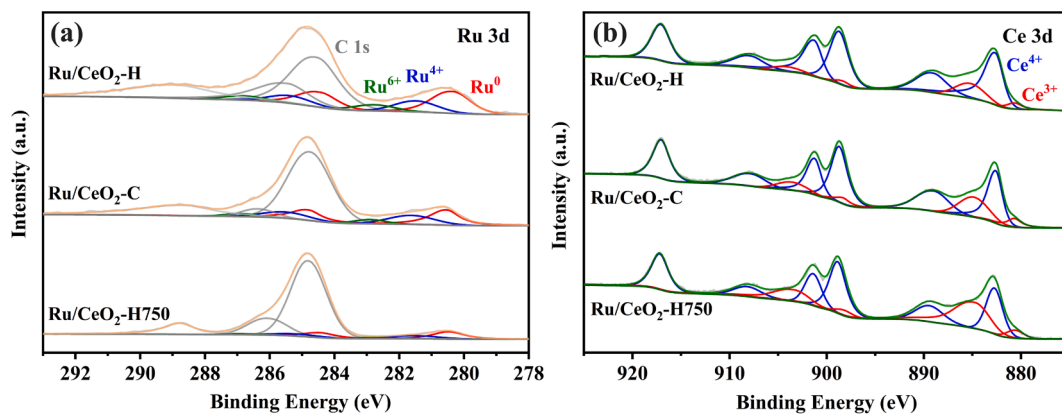 (a)
Ru 3d
C 1s
Ru/CeO₂-H
Ru⁶⁺
Ru⁴⁺
Ru⁰
Ru/CeO₂-C
Ru/CeO₂-H750
Intensity (a.u.)
292 290 288 286 284 282 280 278
Binding Energy (eV)
(b)
Ce 3d
Ru/CeO₂-H
Ce⁴⁺
Ce³⁺
Ru/CeO₂-C
Ru/CeO₂-H750
Intensity (a.u.)
920 910 900 890 880
Binding Energy (eV)